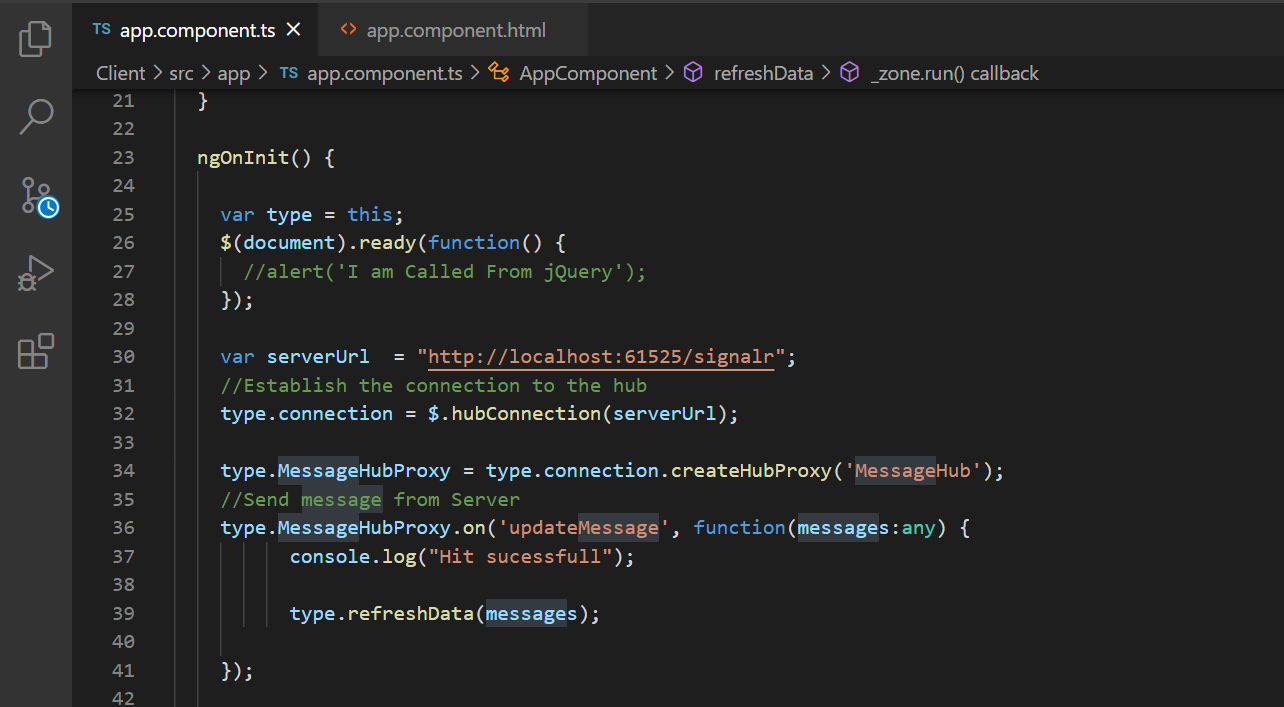 TS app.component.ts × <> app.component.html
Client > src > app > TS app.component.ts > AppComponent > refreshData > _zone.run() callback
21 }
22
23 ngOnInit() {
24
25 var type = this;
26 $(document).ready(function() {
27 //alert('I am Called From jQuery');
28 });
29
30 var serverUrl  = "http://localhost:61525/signalr";
31 //Establish the connection to the hub
32 type.connection = $.hubConnection(serverUrl);
33
34 type.MessageHubProxy = type.connection.createHubProxy('MessageHub');
35 //Send message from Server
36 type.MessageHubProxy.on('updateMessage', function(messages:any) {
37 console.log("Hit sucessfull");
38
39 type.refreshData(messages);
40
41 });
42